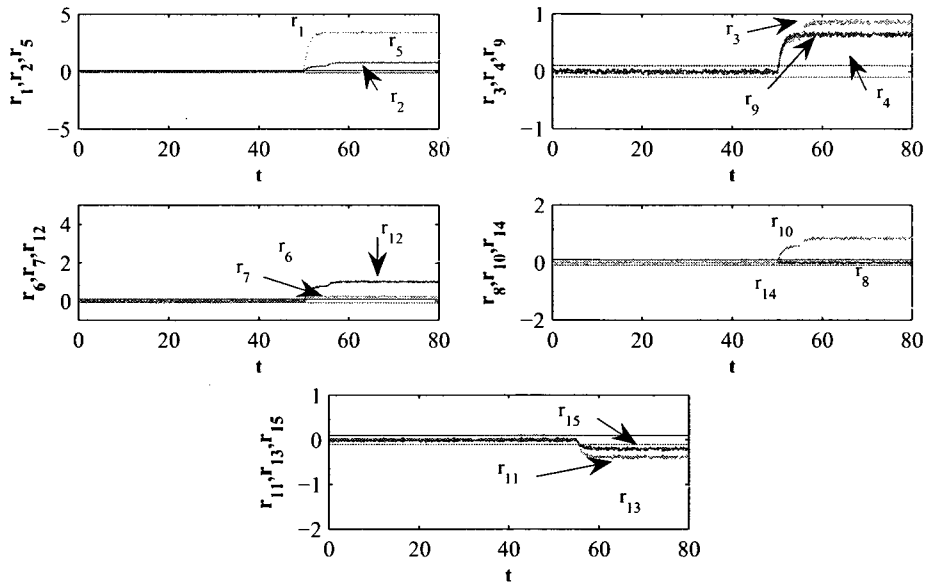 r1,r2,r5
5
0
−5
0 20 40 60 80
t
r1
r5
r2
r3,r4,r9
1
0
1
0 20 40 60 80
t
r3
r9
r4
r6,r7,r12
4
2
0
0 20 40 60 80
t
r7
r6
r12
r8,r10,r14
2
0
−2
0 20 40 60 80
t
r10
r14
r8
r11,r13,r15
1
0
−1
−2
0 20 40 60 80
t
r15
r11
r13